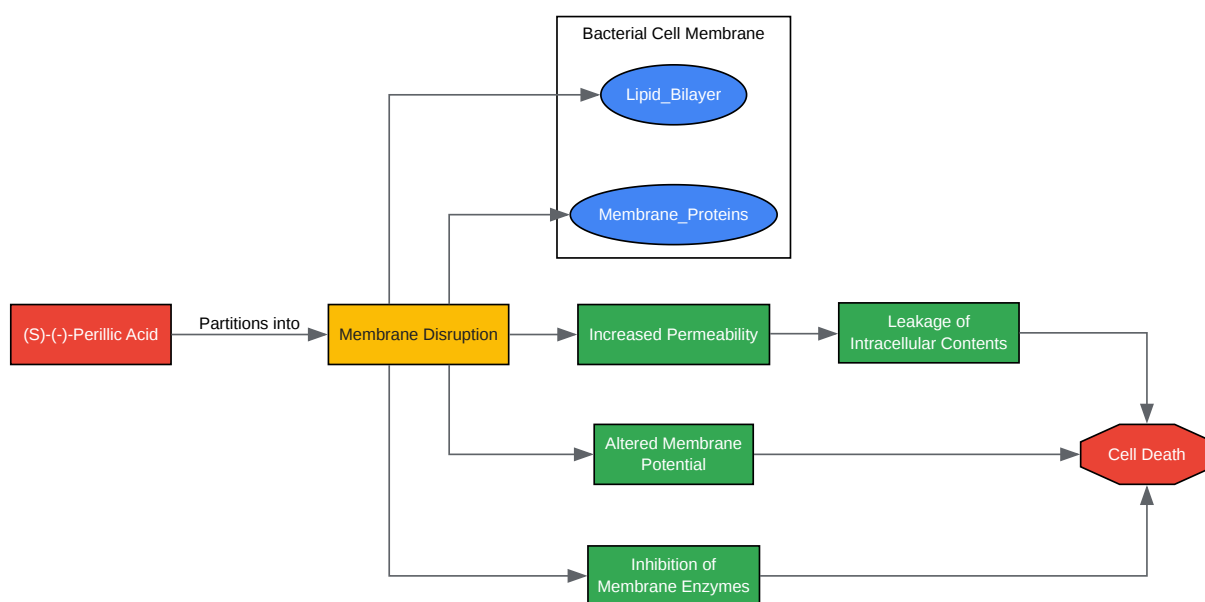 Bacterial Cell Membrane
Lipid_Bilayer
Membrane_Proteins
(S)-(-)-Perillic Acid
Partitions into
Membrane Disruption
Increased Permeability
Leakage of
Intracellular Contents
Altered Membrane
Potential
Cell Death
Inhibition of
Membrane Enzymes